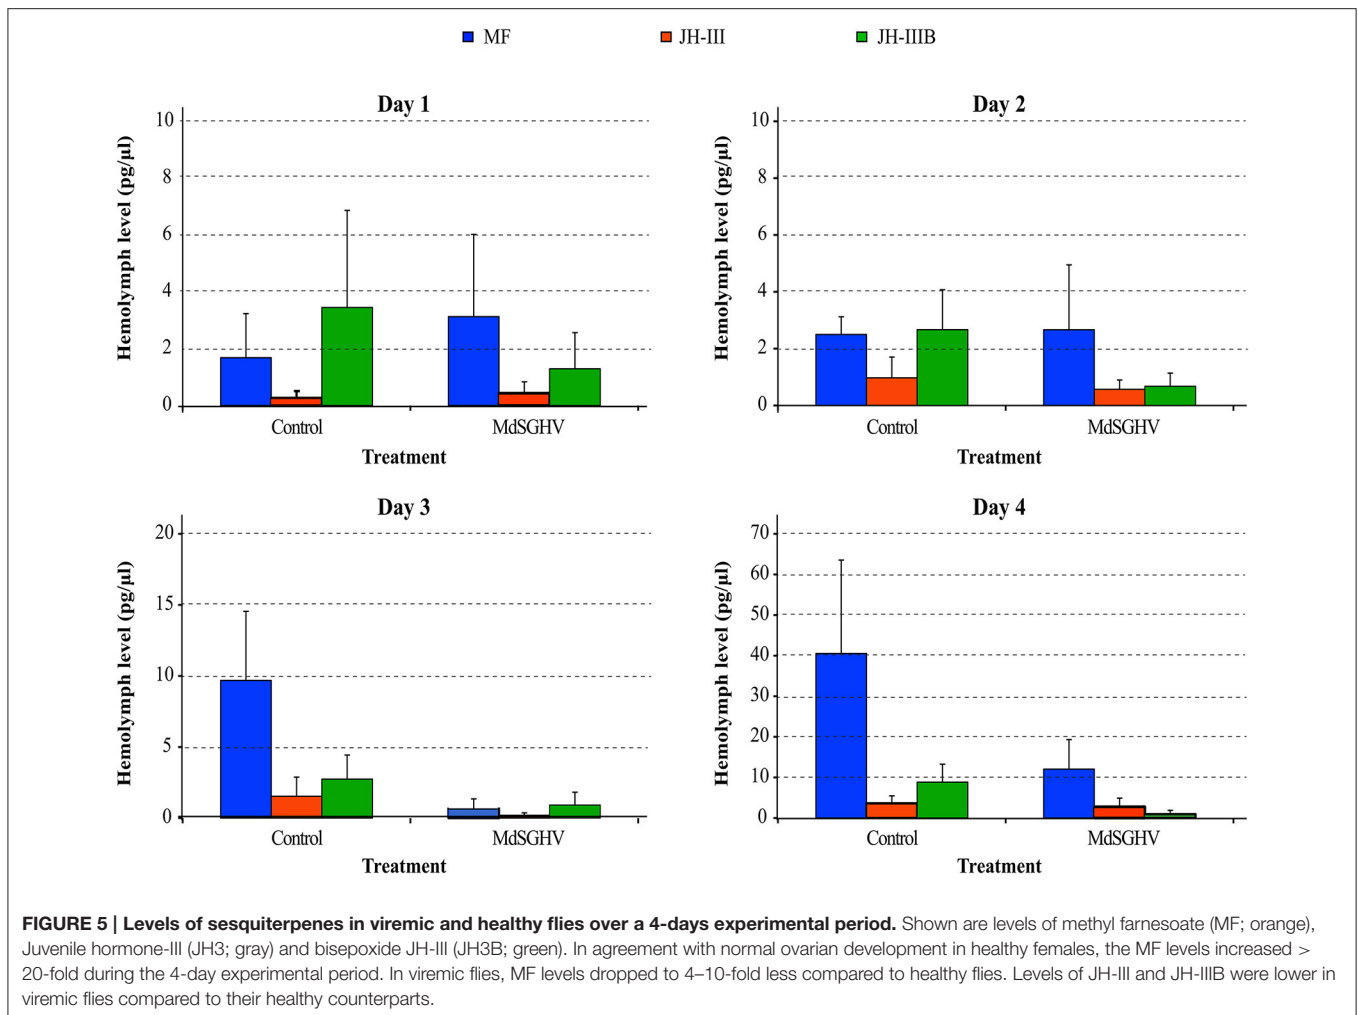 MF JH-III JH-IIIB
Day 1
Hemolymph level (pg/µl)
10
8
6
4
2
0
Control MdSGHV
Treatment
Day 2
Hemolymph level (pg/µl)
10
8
6
4
2
0
Control MdSGHV
Treatment
Day 3
Hemolymph level (pg/µl)
20
15
10
5
0
Control MdSGHV
Treatment
Day 4
Hemolymph level (pg/µl)
70
60
50
40
30
20
10
0
Control MdSGHV
Treatment
FIGURE 5 | Levels of sesquiterpenes in viremic and healthy flies over a 4-days experimental period. Shown are levels of methyl farnesoate (MF; orange),
Juvenile hormone-III (JH3; gray) and bisepoxide JH-III (JH3B; green). In agreement with normal ovarian development in healthy females, the MF levels increased >
20-fold during the 4-day experimental period. In viremic flies, MF levels dropped to 4–10-fold less compared to healthy flies. Levels of JH-III and JH-IIIB were lower in
viremic flies compared to their healthy counterparts.